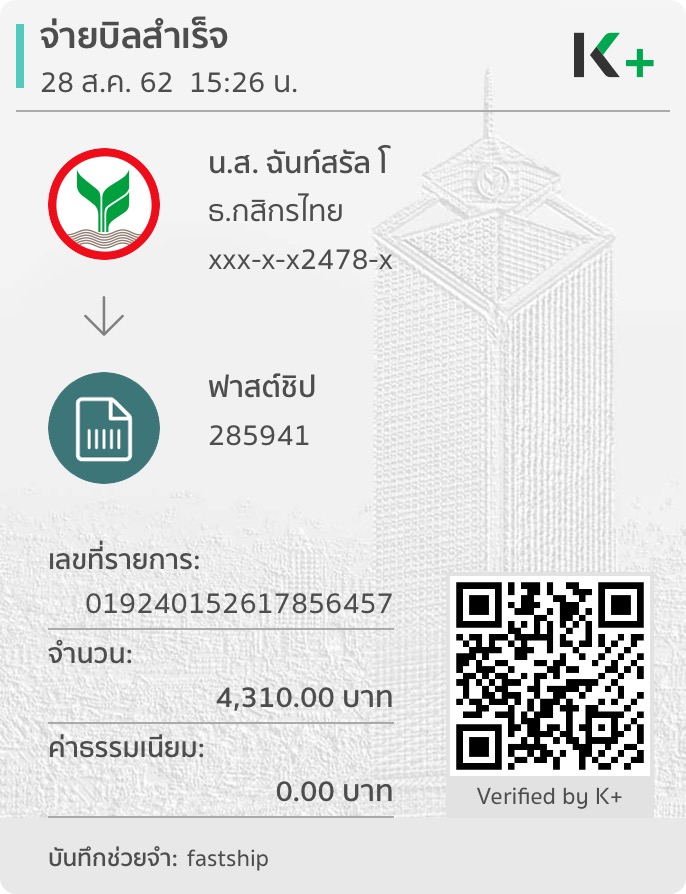 จ่ายบิลสำเร็จ
28 ส.ค. 62 15:26 น.
K+
น.ส. ฉันท์สรัล โ
ธ.กสิกรไทย
xxx-x-x2478-x
ฟาสต์ชิป
285941
เลขที่รายการ:
019240152617856457
จำนวน:
4,310.00 บาท
ค่าธรรมเนียม:
0.00 บาท
Verified by K+
บันทึกช่วยจำ: fastship